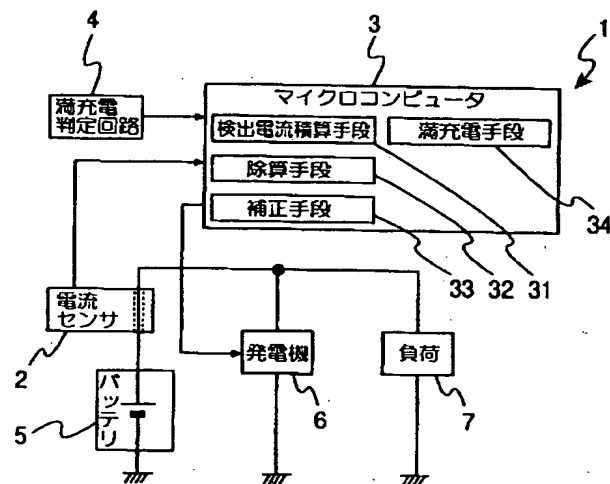 1
3
4
マイクロコンピュータ
満充電
判定回路
検出電流積算手段
満充電手段
除算手段
補正手段
34
33
32
31
電流
センサ
2
発電機
負荷
6
7
バッテリ
5